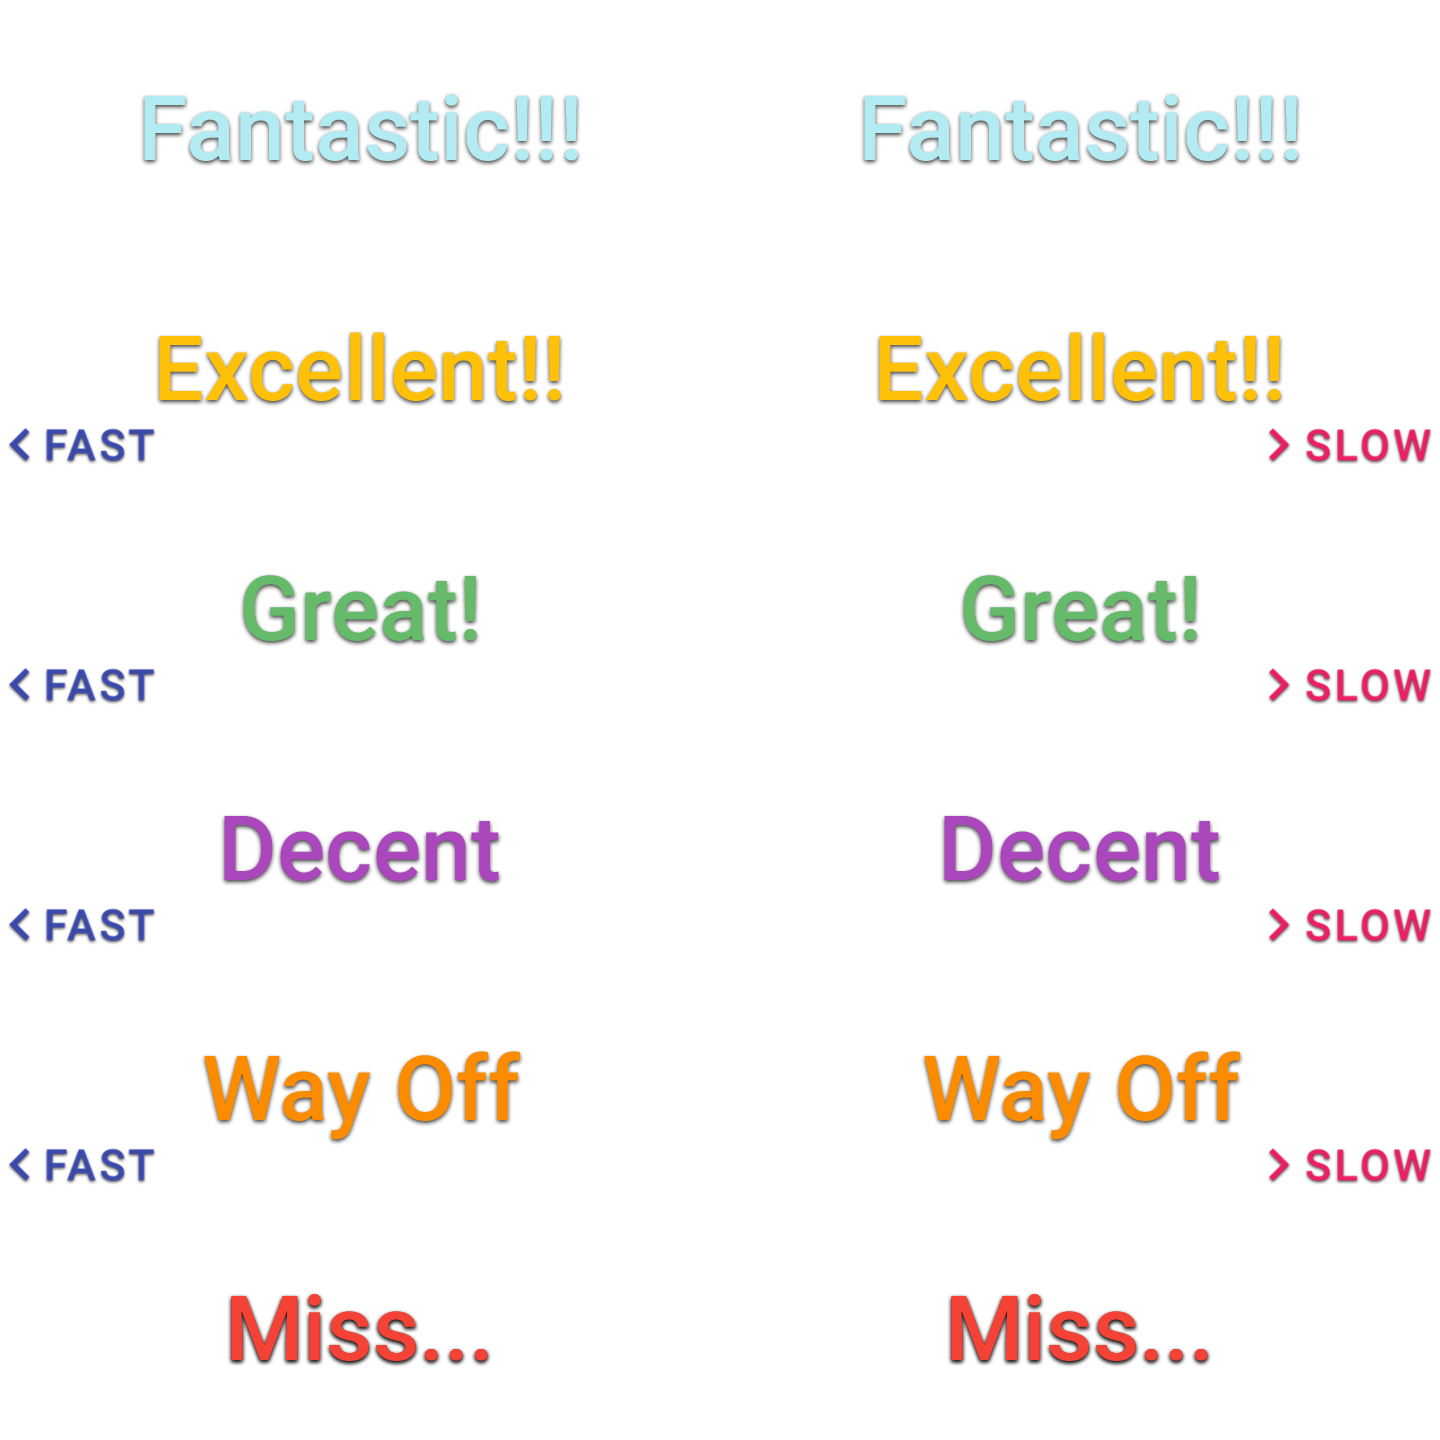 Fantastic!!! Fantastic!!!
Excellent!! Excellent!!
< FAST > SLOW
Great! Great!
< FAST > SLOW
Decent Decent
< FAST > SLOW
Way Off Way Off
< FAST > SLOW
Miss... Miss...